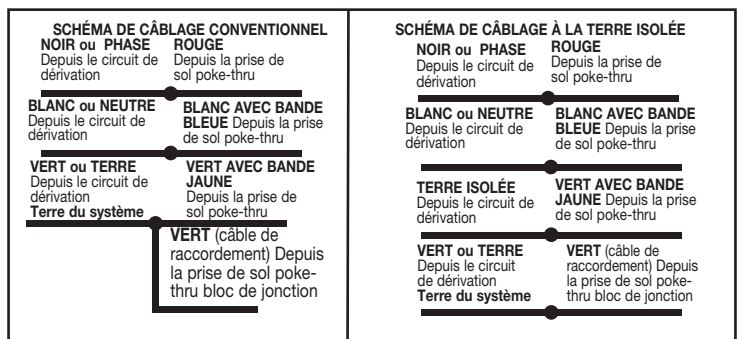 SCHÉMA DE CÂBLAGE CONVENTIONNEL
NOIR ou PHASE
Depuis le circuit de
dérivation
ROUGE
Depuis la prise de
sol poke-thru
BLANC ou NEUTRE
Depuis le circuit de
dérivation
BLANC AVEC BANDE
BLEUE Depuis la prise
de sol poke-thru
VERT ou TERRE
Depuis le circuit de
dérivation
Terre du système
VERT AVEC BANDE
JAUNE
Depuis la prise de
sol poke-thru
VERT (câble de
raccordement) Depuis
la prise de sol poke-
thru bloc de jonction
SCHÉMA DE CÂBLAGE À LA TERRE ISOLÉE
NOIR ou PHASE
Depuis le circuit de
dérivation
ROUGE
Depuis la prise de
sol poke-thru
BLANC ou NEUTRE
Depuis le circuit de
dérivation
BLANC AVEC BANDE
BLEUE Depuis la prise
de sol poke-thru
TERRE ISOLÉE
Depuis le circuit de
dérivation
VERT AVEC BANDE
JAUNE Depuis la prise
de sol poke-thru
VERT ou TERRE
Depuis le circuit
de dérivation
Terre du système
VERT (câble de
raccordement) Depuis
la prise de sol poke-
thru bloc de jonction